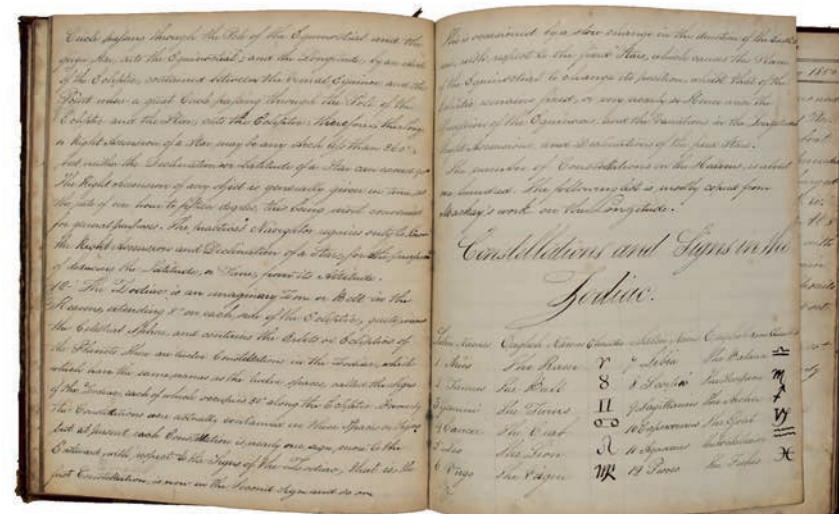 Circle passing through the Pole of the Equinoctial and the
given Star, cuts the Equinoctial; and the Longitude, by an arch
of the Ecliptic, contained between the Vernal Equinox and the
Point where a great Circle passing through the Pole of the
Ecliptic and the Star, cuts the Ecliptic: therefore the Long
or Right Ascension of a Star may be any Arch less than 360°
but neither the Declination nor Latitude of a Star can exceed 90°
The Right Ascension of any object is generally given in time, at
the rate of one hour to fifteen degrees, this being most convenient
for general purposes. The practical Navigator requires only to know
the Right Ascension and Declination of a Star, for the purpose
of deducing the Latitude, or Time, from its Altitude.
10. The Zodiac is an imaginary Zone or Belt in the
Heavens, extending 8° on each side of the Ecliptic, quite round
the Celestial Sphere, and contains the Orbits or Ecliptics of
the Planets. There are twelve Constellations in the Zodiac, which
which have the same names as the twelve spaces, called the Signs
of the Zodiac, each of which occupies 30° along the Ecliptic. Formerly
the Constellations were actually contained in these Spaces or Signs
but at present each Constellation is nearly one sign, more to the
Eastward, with respect to the Signs of the Zodiac, that is, the
first Constellation, is now in the Second Sign and so on
This is occasioned by a slow change in the direction of the Earth's
axis, with respect to the fixed Stars, which causes the Plane
of the Equinoctial to change its position, whilst that of the
Ecliptic remains fixed, or very nearly so. Hence arise the
Precession of the Equinoxes, and the Variations in the Longitudes
Right Ascensions, and Declinations of the fixed Stars.
The number of Constellations in the Heavens, is about
one hundred. The following list is mostly copied from
Mackay's work on the Longitude.
Constellations and Signs in the
Zodiac.
Latin Names English Names Character Latin Names English Names
1 Aries The Ram ♈ 7 Libra The Balance ♎
2 Taurus The Bull ♉ 8 Scorpio The Scorpion ♏
3 Gemini The Twins ♊ 9 Sagittarius The Archer ♐
4 Cancer The Crab ♋ 10 Capricornus The Goat ♑
5 Leo The Lion ♌ 11 Aquarius ♒
6 Virgo The Virgin ♍ 12 Pisces The Fishes ♓